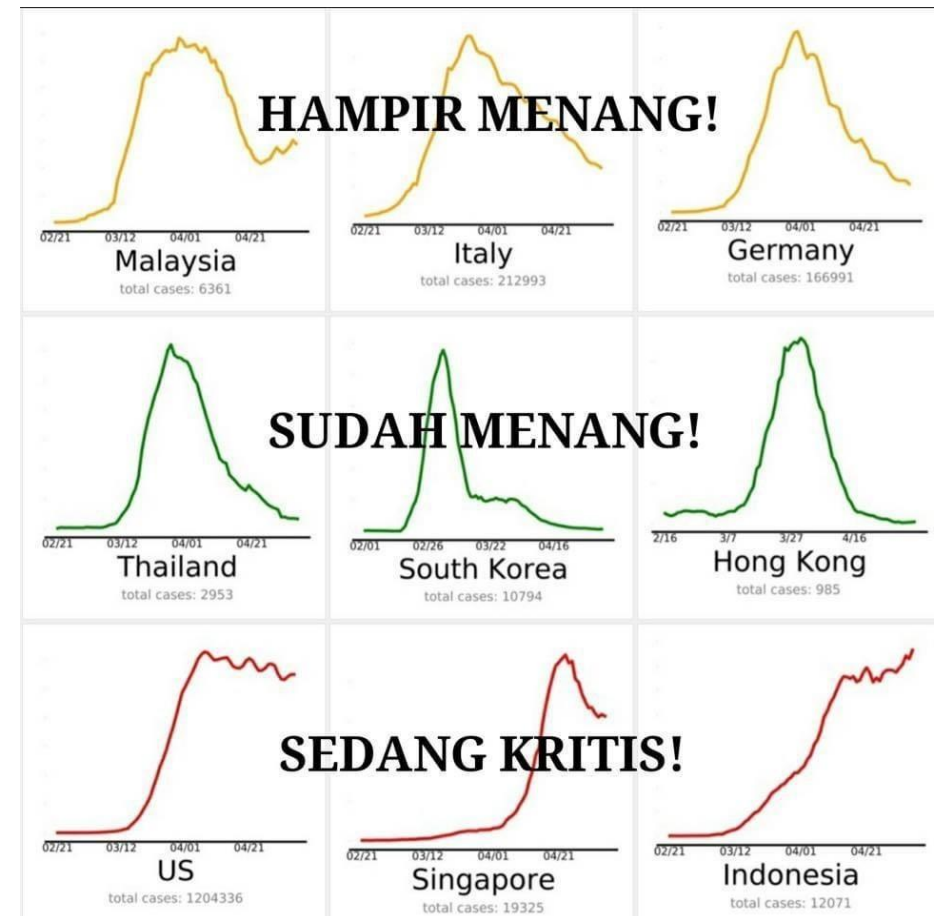 HAMPIR MENANG!
02/21 03/12 04/01 04/21
Malaysia
total cases: 6361
02/21 03/12 04/01 04/21
Italy
total cases: 212993
02/21 03/12 04/01 04/21
Germany
total cases: 166991
SUDAH MENANG!
02/21 03/12 04/01 04/21
Thailand
total cases: 2953
02/01 02/26 03/22 04/16
South Korea
total cases: 10794
2/16 3/7 3/27 4/16
Hong Kong
total cases: 985
SEDANG KRITIS!
02/21 03/12 04/01 04/21
US
total cases: 1204336
02/21 03/12 04/01 04/21
Singapore
total cases: 19325
02/21 03/12 04/01 04/21
Indonesia
total cases: 12071